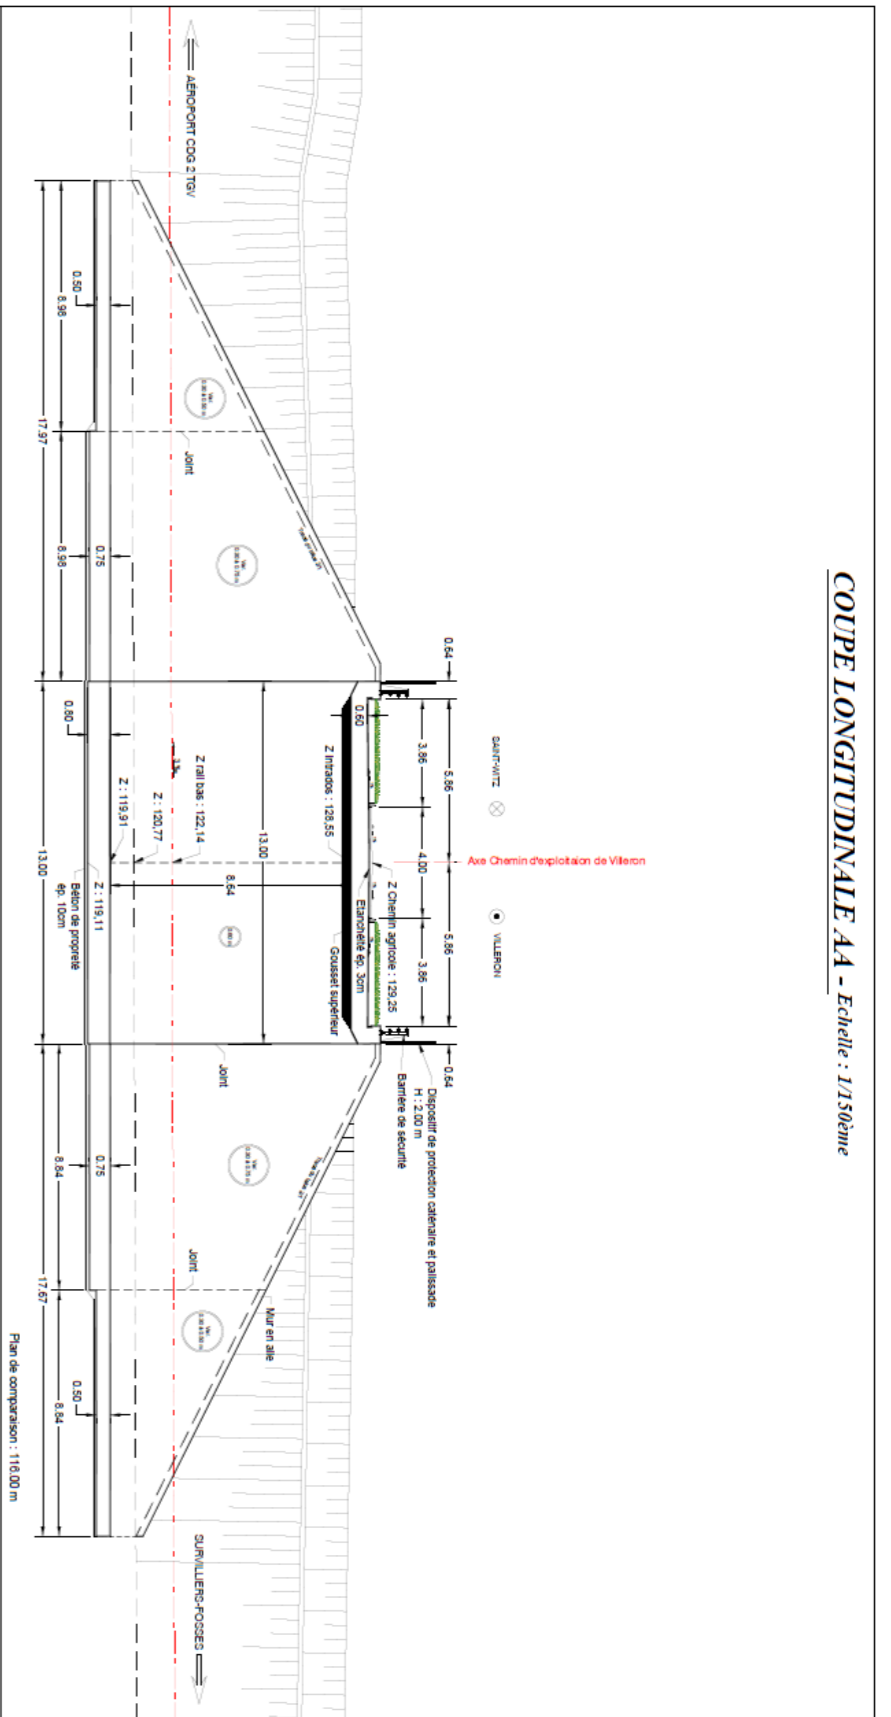 COUPE LONGITUDINALE AA - Echelle : 1/150ème
SAINT-WITZ
VILLERON
Axe Chemin d'exploitaion de Villeron
0.64
5.86
5.86
0.64
3.86
4.00
3.86
Dispositif de protection caténaire et palissade
H : 2.00 m
Barrière de sécurité
Z Chemin agricole : 129,25
Etanchéité ép. 3cm
Gousset supérieur
0.60
Z Intrados : 128,55
13.00
8.64
Z rail bas : 122,14
Z : 120,77
Z : 119,91
Z : 119,11
Béton de propreté
ép. 10cm
AÉROPORT CDG 2 TGV
SURVILLIERS-FOSSES
Joint
Joint
Joint
Mur en aile
0.50
0.75
0.80
0.75
0.50
8.98
8.98
8.84
8.84
17.97
13.00
17.67
Plan de comparaison : 116.00 m